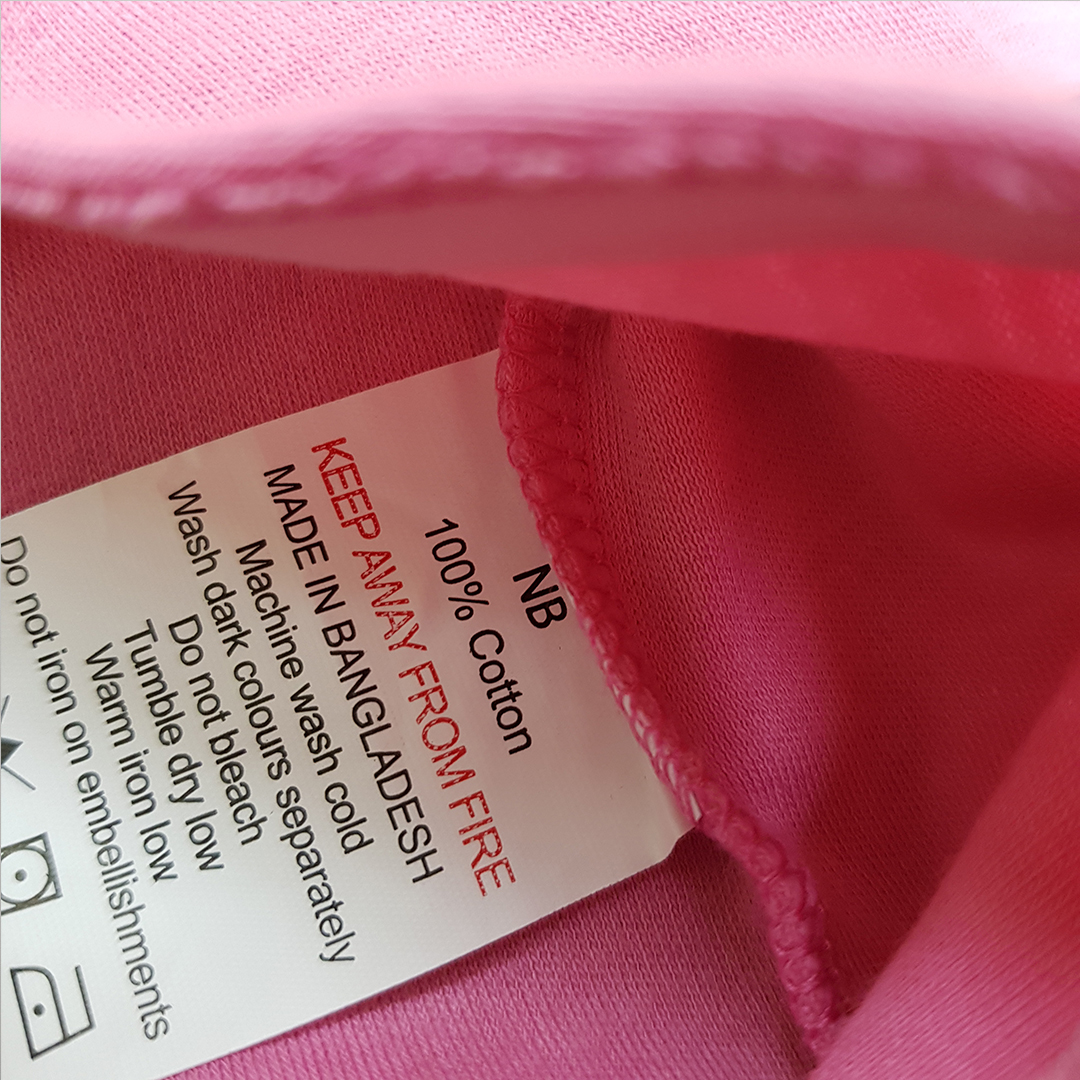 NB
100% Cotton
KEEP AWAY FROM FIRE
MADE IN BANGLADESH
Machine wash cold
Wash dark colours separately
Do not bleach
Tumble dry low
Warm iron low
Do not iron on embellishments